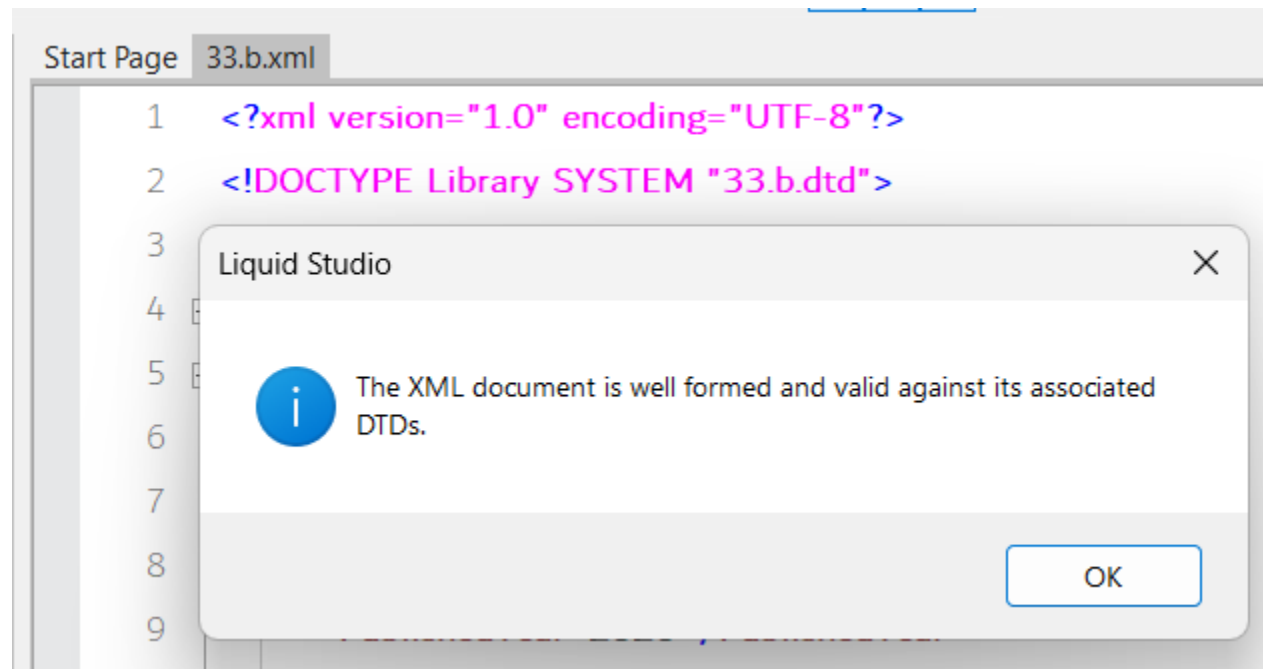 Start Page 33.b.xml
1 <?xml version="1.0" encoding="UTF-8"?>
2 <!DOCTYPE Library SYSTEM "33.b.dtd">
3
Liquid Studio
4
5
The XML document is well formed and valid against its associated
DTDs.
6
7
8
OK
9